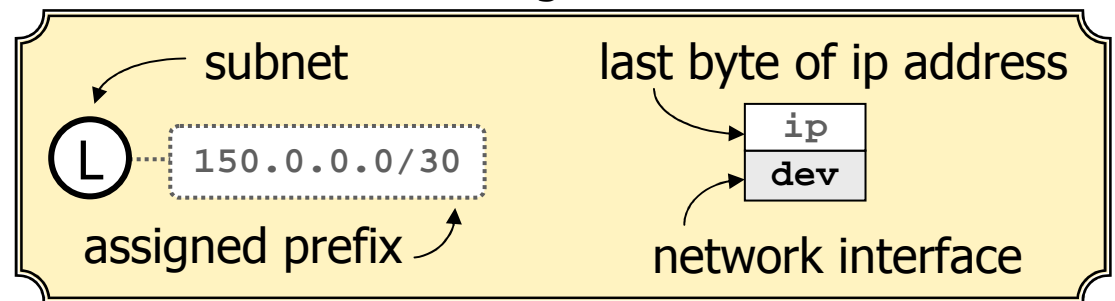 subnet
last byte of ip address
L
150.0.0.0/30
ip
dev
assigned prefix
network interface